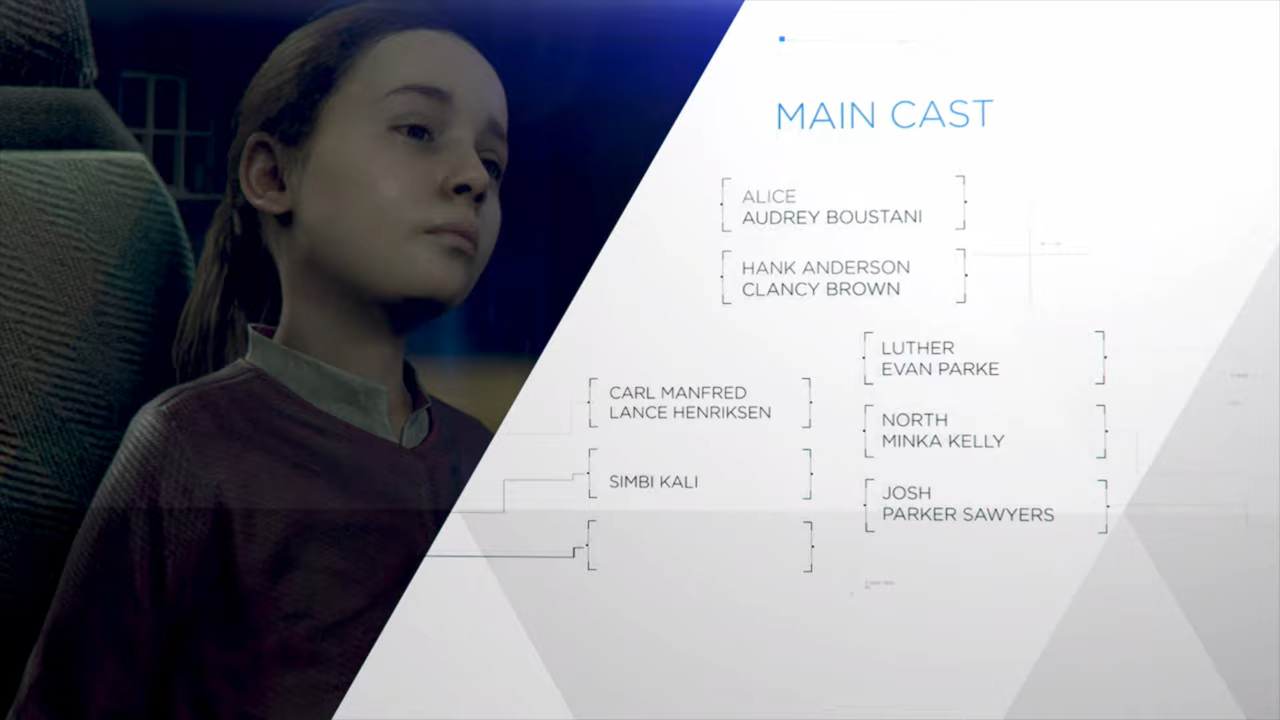 MAIN CAST
ALICE
AUDREY BOUSTANI
HANK ANDERSON
CLANCY BROWN
CARL MANFRED
LANCE HENRIKSEN
SIMBI KALI
LUTHER
EVAN PARKE
NORTH
MINKA KELLY
JOSH
PARKER SAWYERS